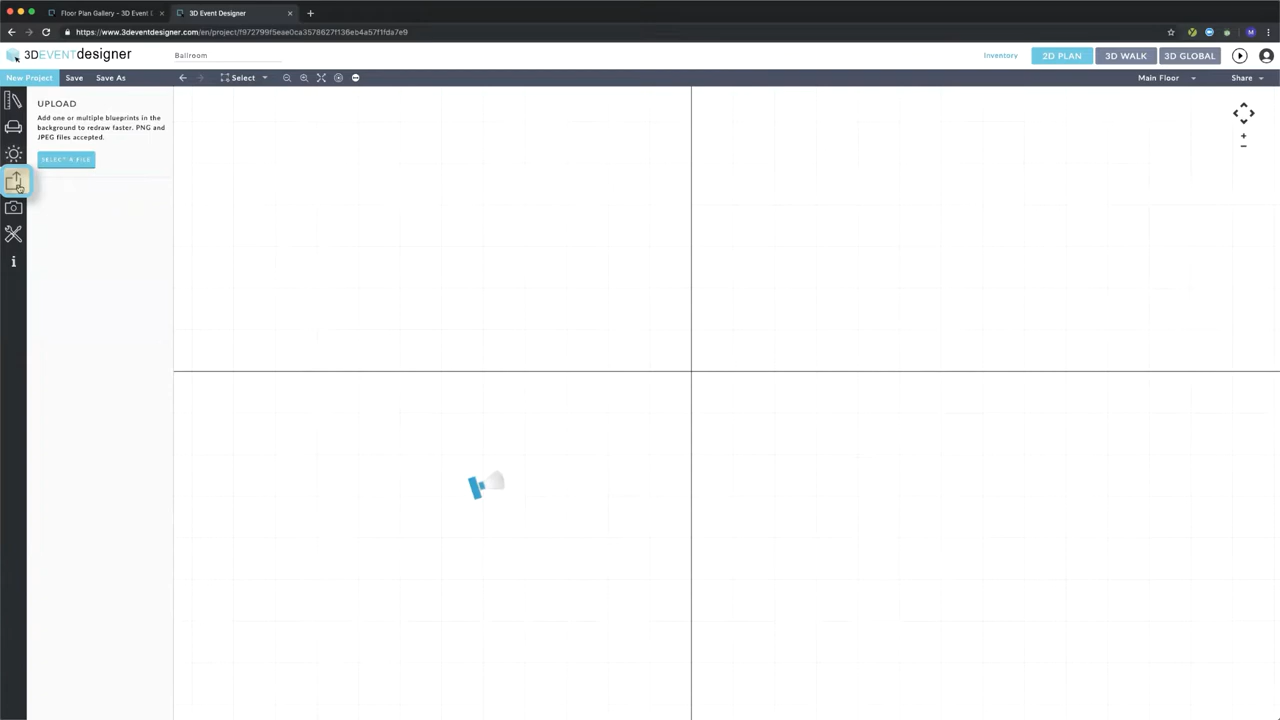 Floor Plan Gallery - 3D Event D
3D Event Designer
https://www.3deventdesigner.com/en/project/f972799f5eae0ca3578627f136eb4a57f1fda7e9
3DEVENTdesigner
Ballroom
Inventory
2D PLAN
3D WALK
3D GLOBAL
New Project
Save
Save As
Select
Main Floor
Share
UPLOAD
Add one or multiple blueprints in the
background to redraw faster. PNG and
JPEG files accepted.
SELECT A FILE